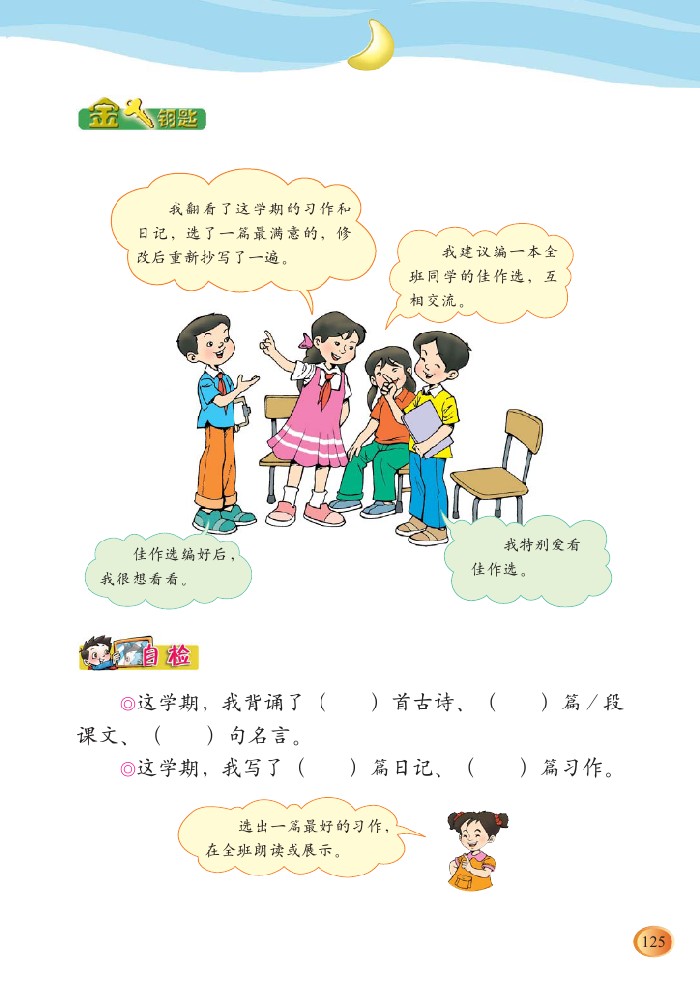 金钥匙
我翻看了这学期的习作和
日记，选了一篇最满意的，修
改后重新抄写了一遍。
我建议编一本全
班同学的佳作选，互
相交流。
佳作选编好后，
我很想看看。
我特别爱看
佳作选。
自检
◎这学期，我背诵了（　　）首古诗、（　　）篇／段
课文、（　　）句名言。
◎这学期，我写了（　　）篇日记、（　　）篇习作。
选出一篇最好的习作，
在全班朗读或展示。
125